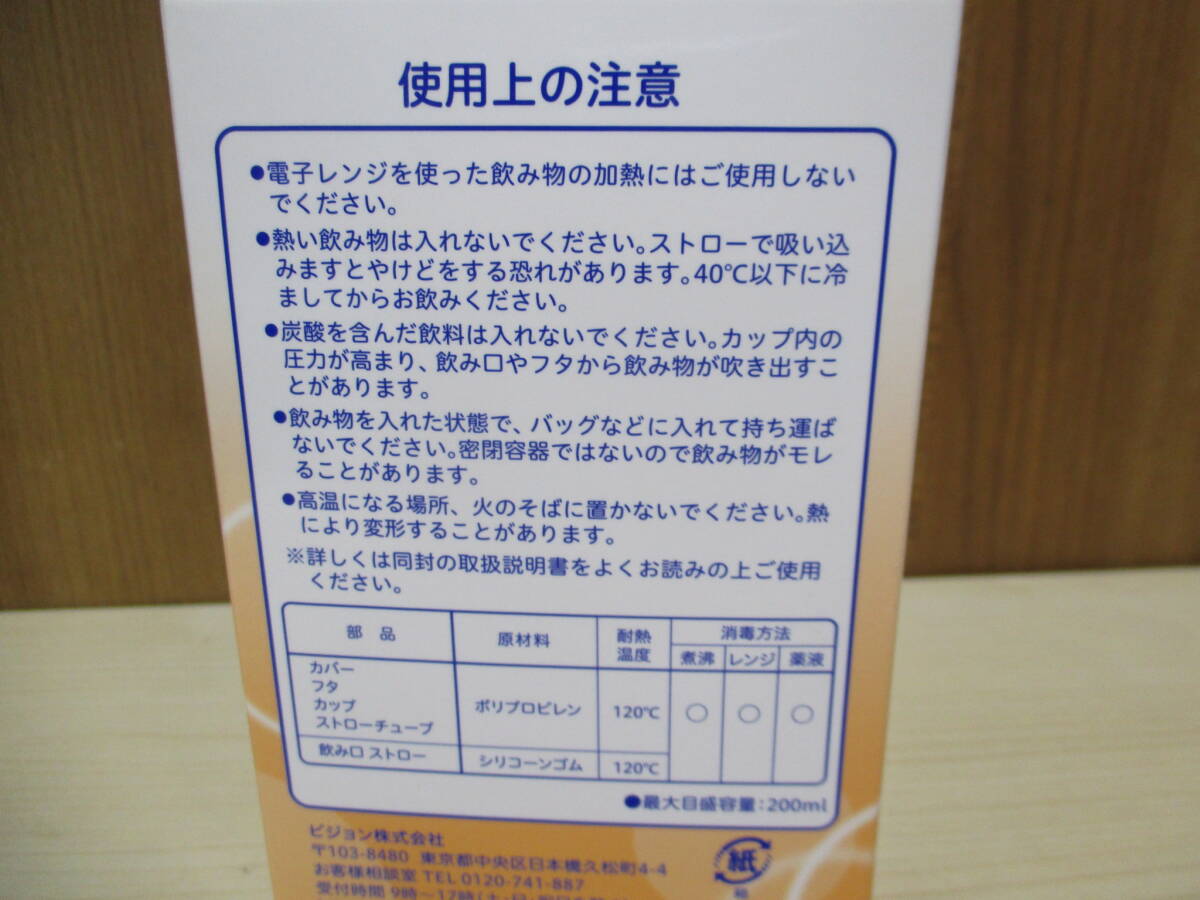 使用上の注意
●電子レンジを使った飲み物の加熱にはご使用しない
でください。
●熱い飲み物は入れないでください。ストローで吸い込
みますとやけどをする恐れがあります。40℃以下に冷
ましてからお飲みください。
●炭酸を含んだ飲料は入れないでください。カップ内の
圧力が高まり、飲み口やフタから飲み物が吹き出すこ
とがあります。
●飲み物を入れた状態で、バッグなどに入れて持ち運ば
ないでください。密閉容器ではないので飲み物がモレ
ることがあります。
●高温になる場所、火のそばに置かないでください。熱
により変形することがあります。
※詳しくは同封の取扱説明書をよくお読みの上ご使用
ください。
部品 原材料 耐熱温度 消毒方法
煮沸 レンジ 薬液
カバー
フタ
カップ
ストローチューブ
ポリプロピレン 120℃ ○ ○ ○
飲み口 ストロー シリコーンゴム 120℃
●最大目盛容量：200ml
ピジョン株式会社
〒103-8480 東京都中央区日本橋久松町4-4
お客様相談室 TEL 0120-741-887
受付時間 9時～17時
紙